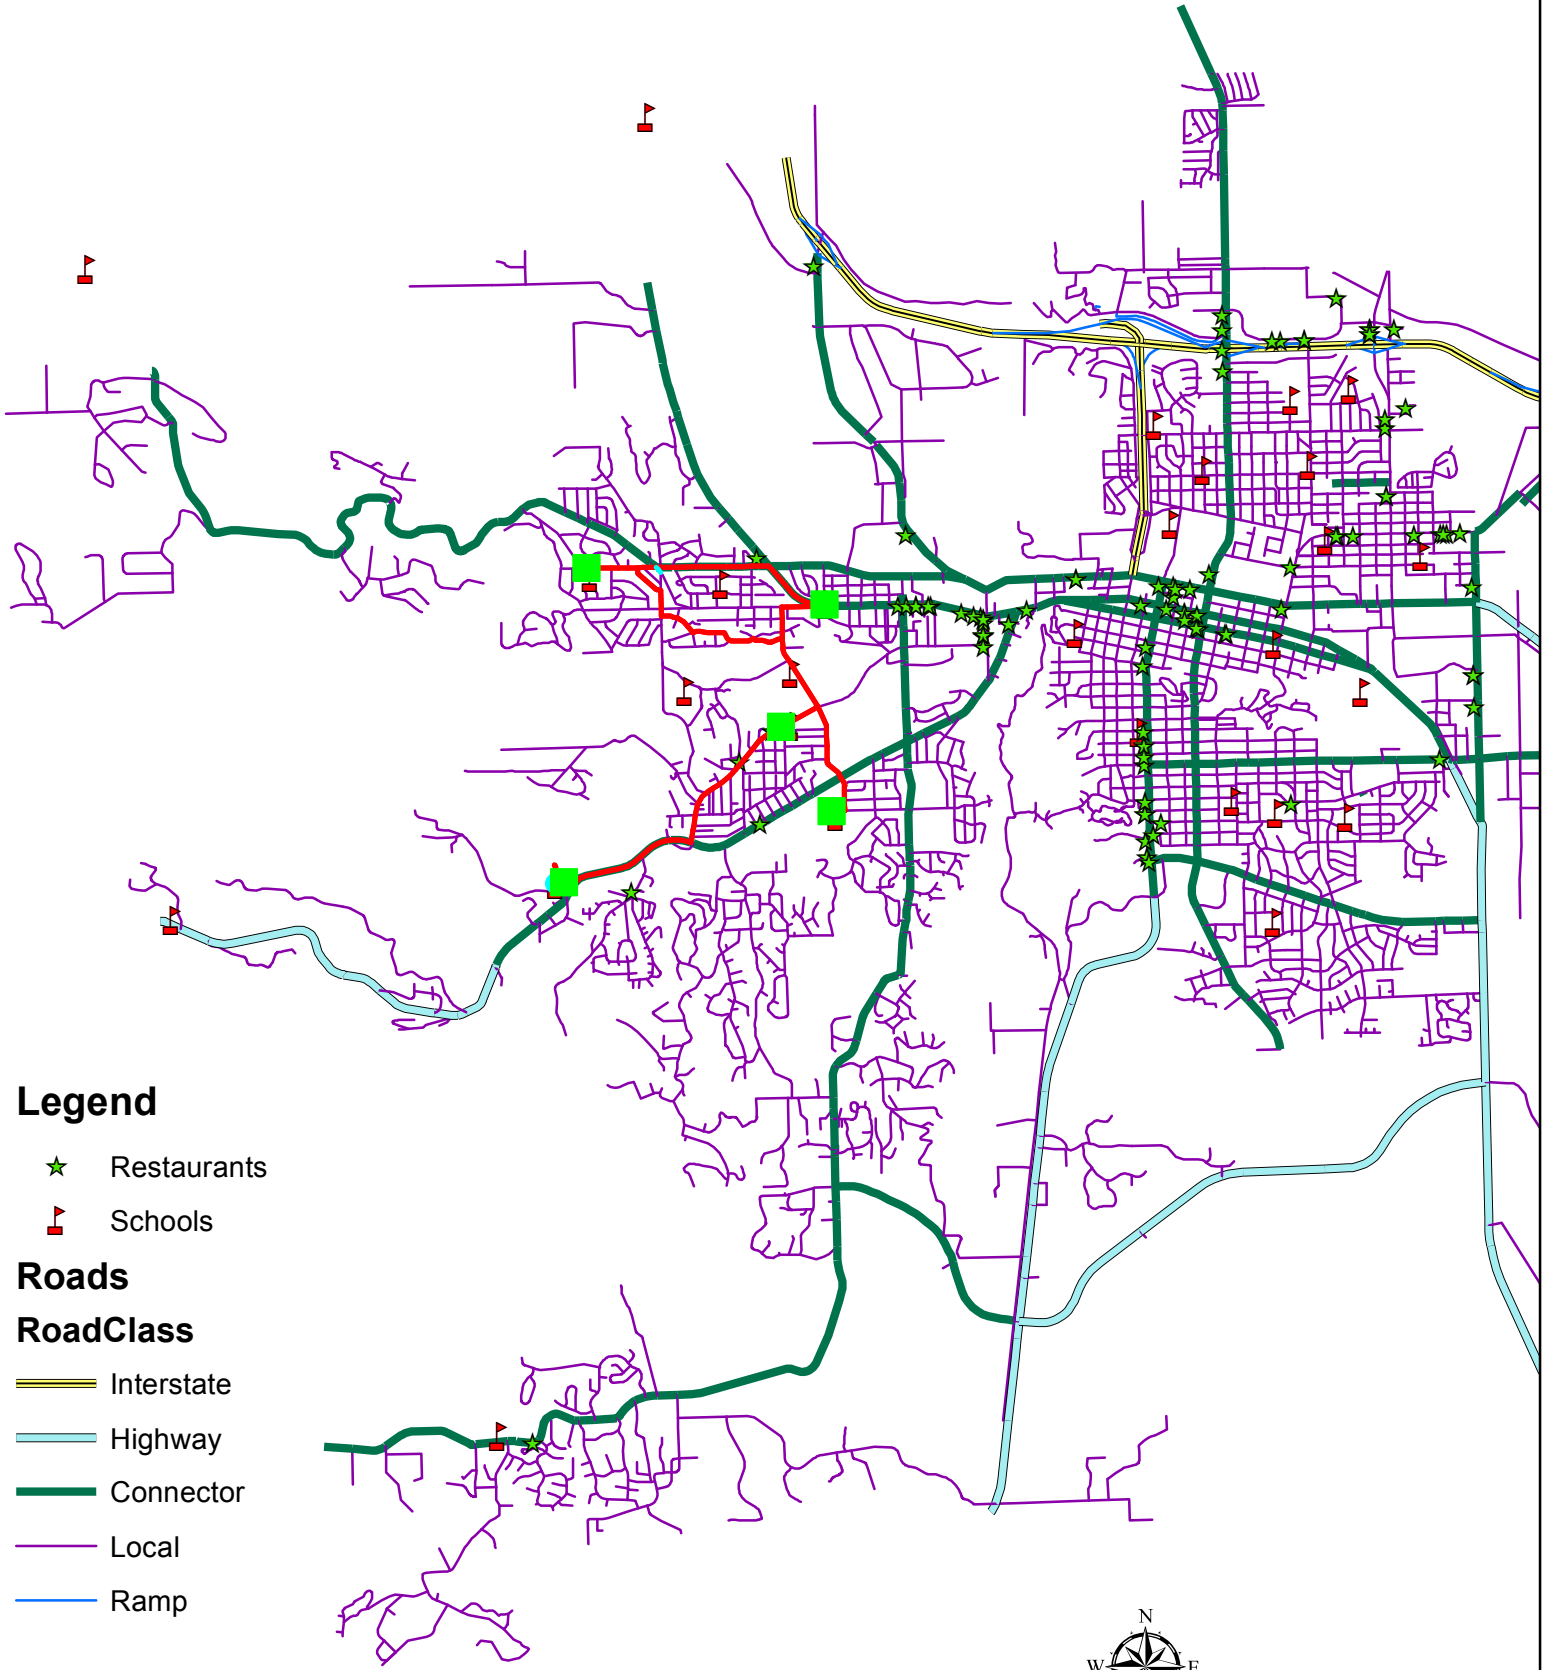 Legend
Restaurants
Schools
Roads
RoadClass
Interstate
Highway
Connector
Local
Ramp
N
W E